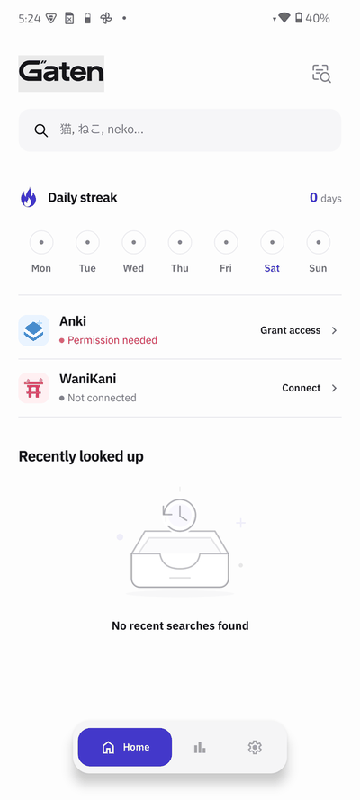 5:24 40%
Gaten
猫, ねこ, neko...
Daily streak 0 days
Mon Tue Wed Thu Fri Sat Sun
Anki
Permission needed
Grant access
WaniKani
Not connected
Connect
Recently looked up
No recent searches found
Home